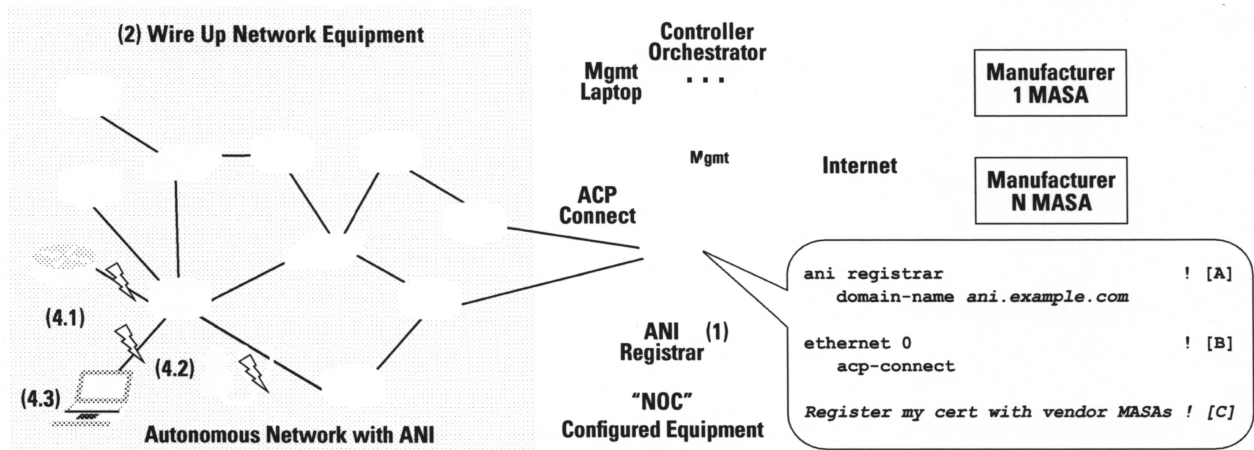 (2) Wire Up Network Equipment
Controller
Orchestrator
...
Mgmt
Laptop
Manufacturer
1 MASA
Mgmt
Internet
Manufacturer
N MASA
ACP
Connect
ani registrar ! [A]
domain-name ani.example.com
ethernet 0 ! [B]
acp-connect
Register my cert with vendor MASAs ! [C]
(4.1)
(4.2)
(4.3)
ANI (1)
Registrar
"NOC"
Configured Equipment
Autonomous Network with ANI